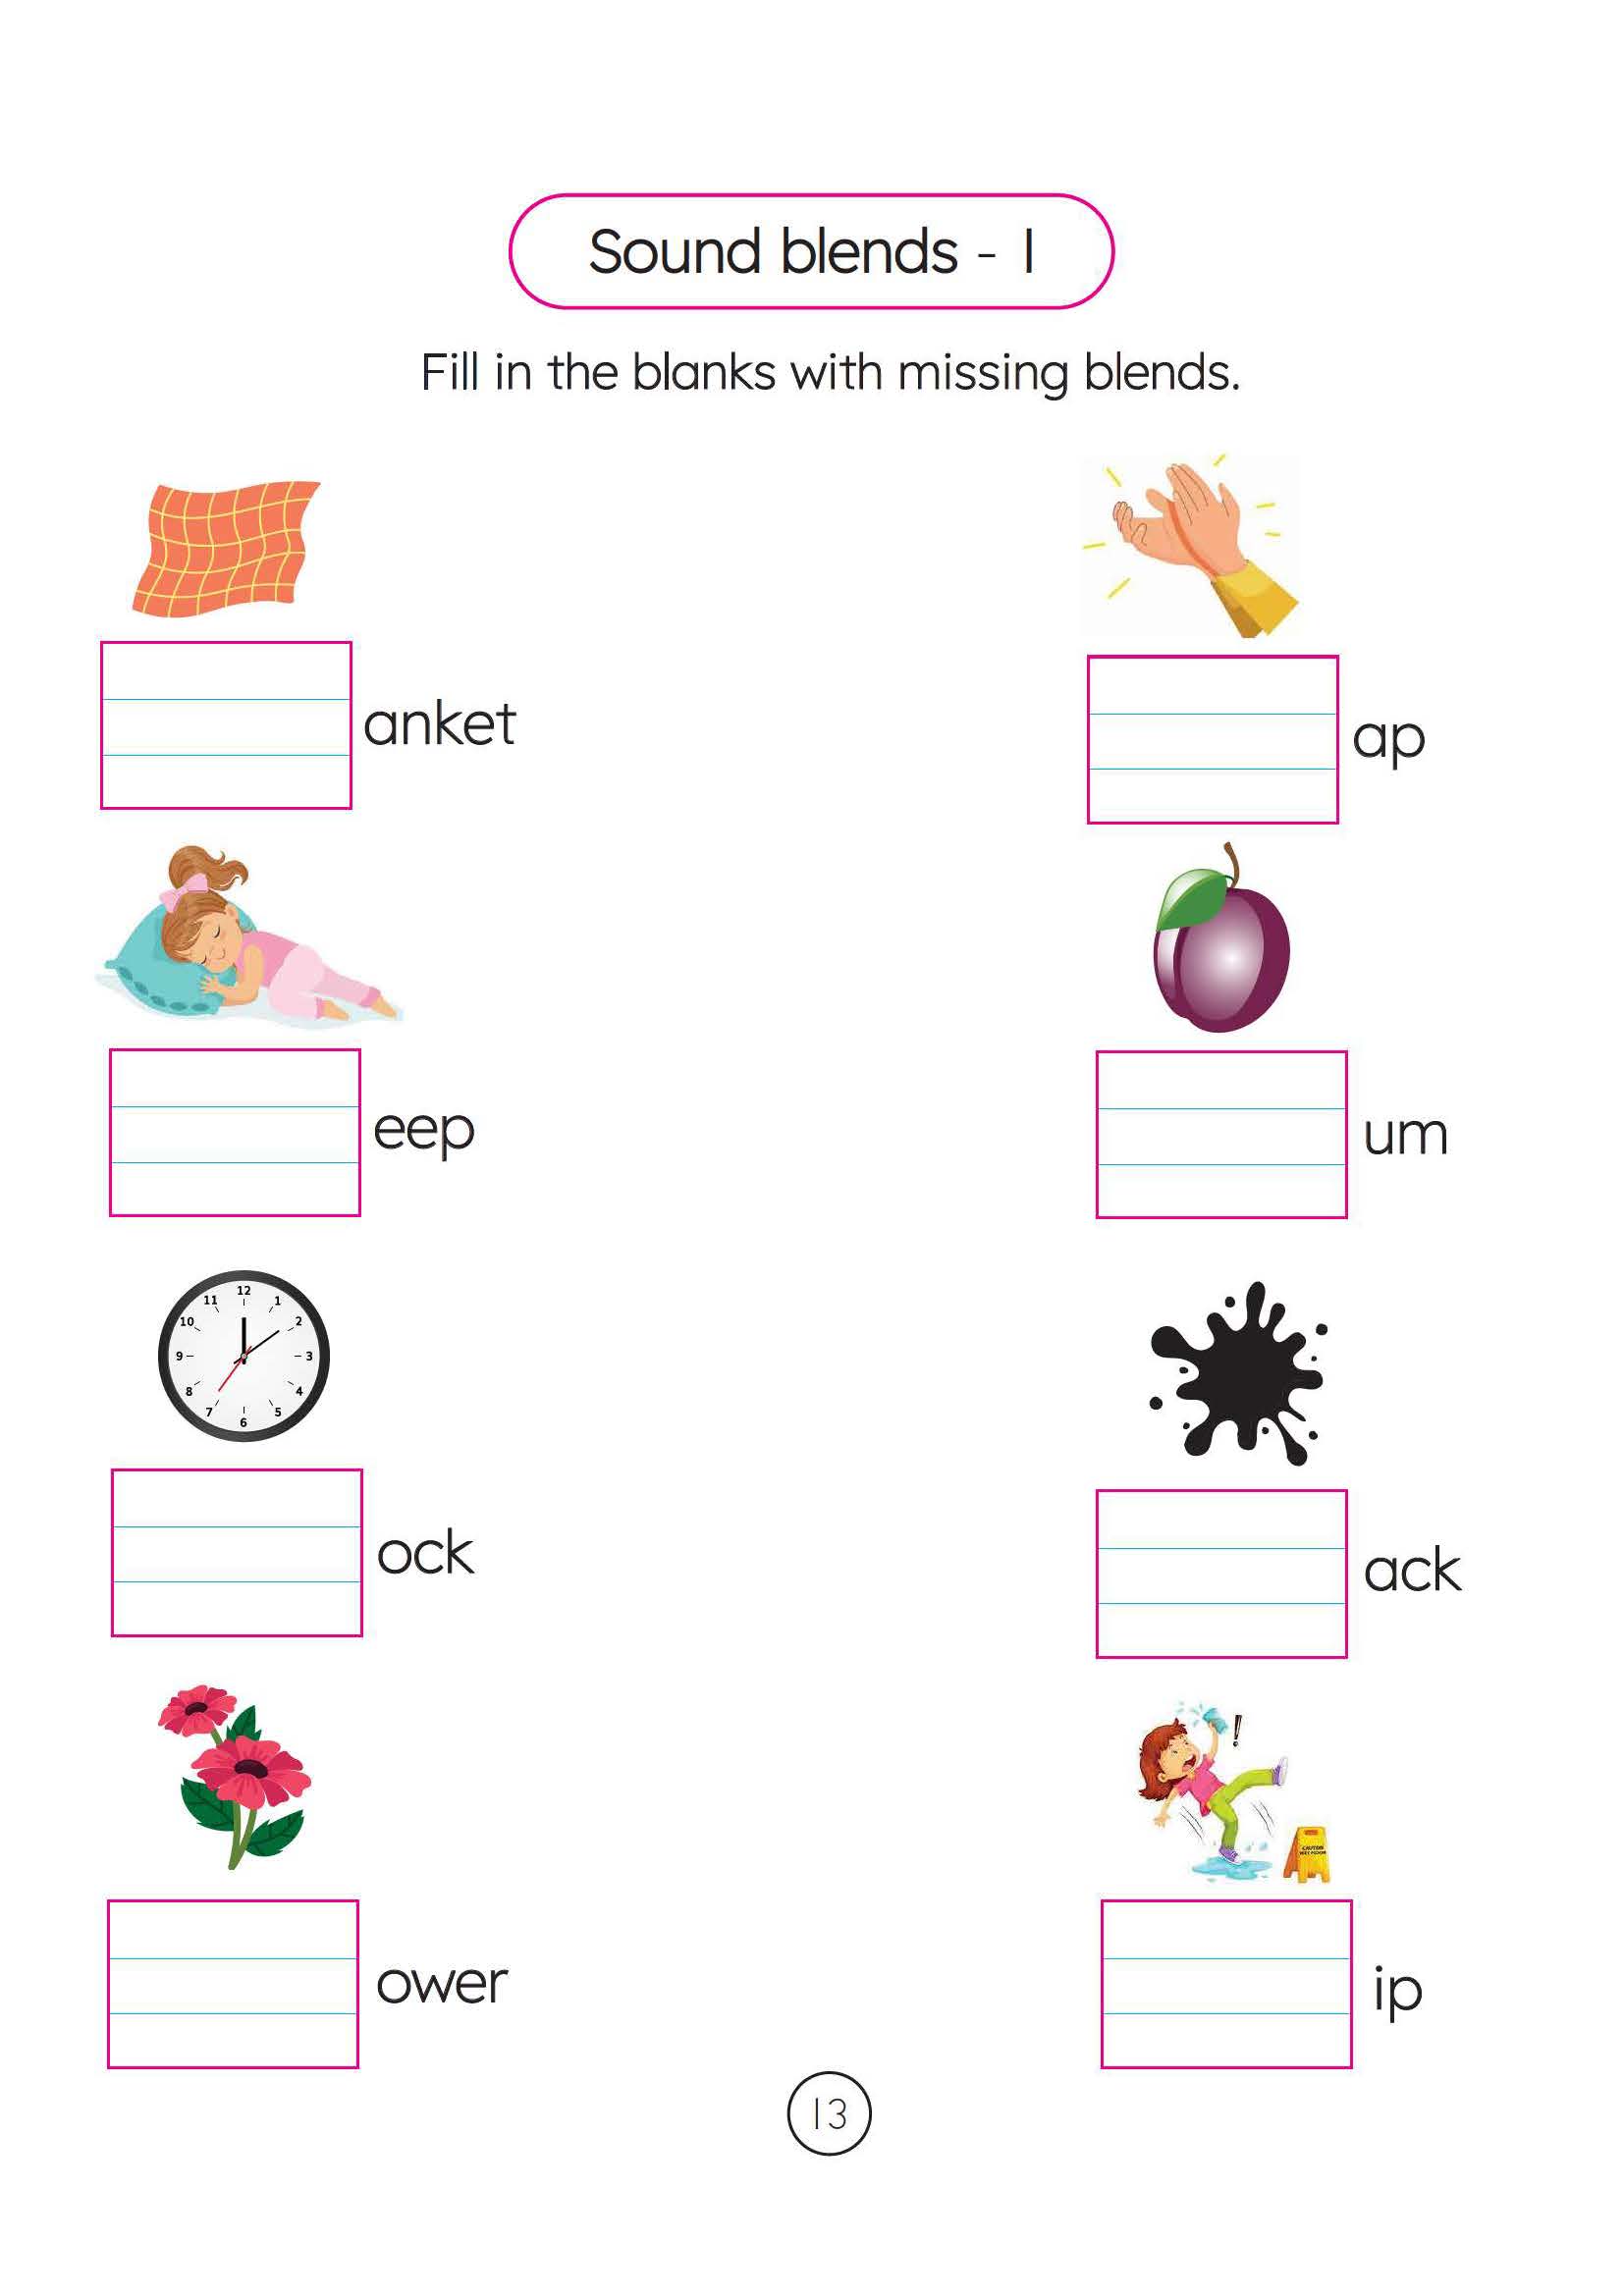 Sound blends - 1
Fill in the blanks with missing blends.
anket
ap
eep
um
12
11
1
10
2
9
3
8
4
7
5
6
ock
ack
!
CAUTION
WET FLOOR
ower
ip
13